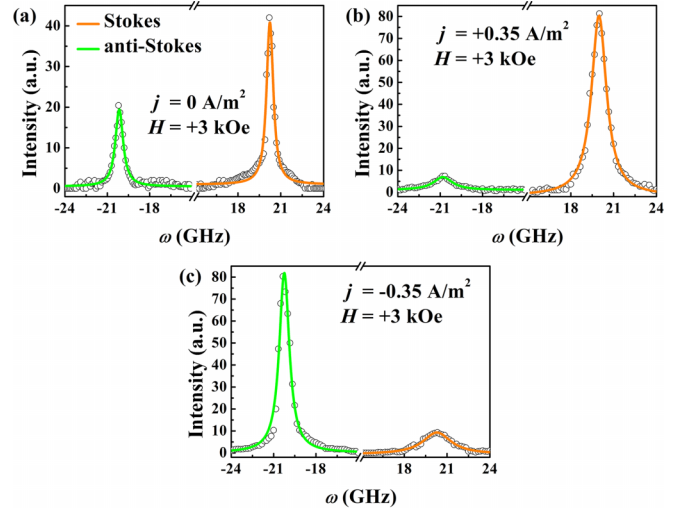 (a)
Stokes
anti-Stokes
j = 0 A/m²
H = +3 kOe
Intensity (a.u.)
40
30
20
10
0
-24 -21 -18 18 21 24
ω (GHz)
(b)
j = +0.35 A/m²
H = +3 kOe
Intensity (a.u.)
80
70
60
50
40
30
20
10
0
-24 -21 -18 18 21 24
ω (GHz)
(c)
j = -0.35 A/m²
H = +3 kOe
Intensity (a.u.)
80
70
60
50
40
30
20
10
0
-24 -21 -18 18 21 24
ω (GHz)